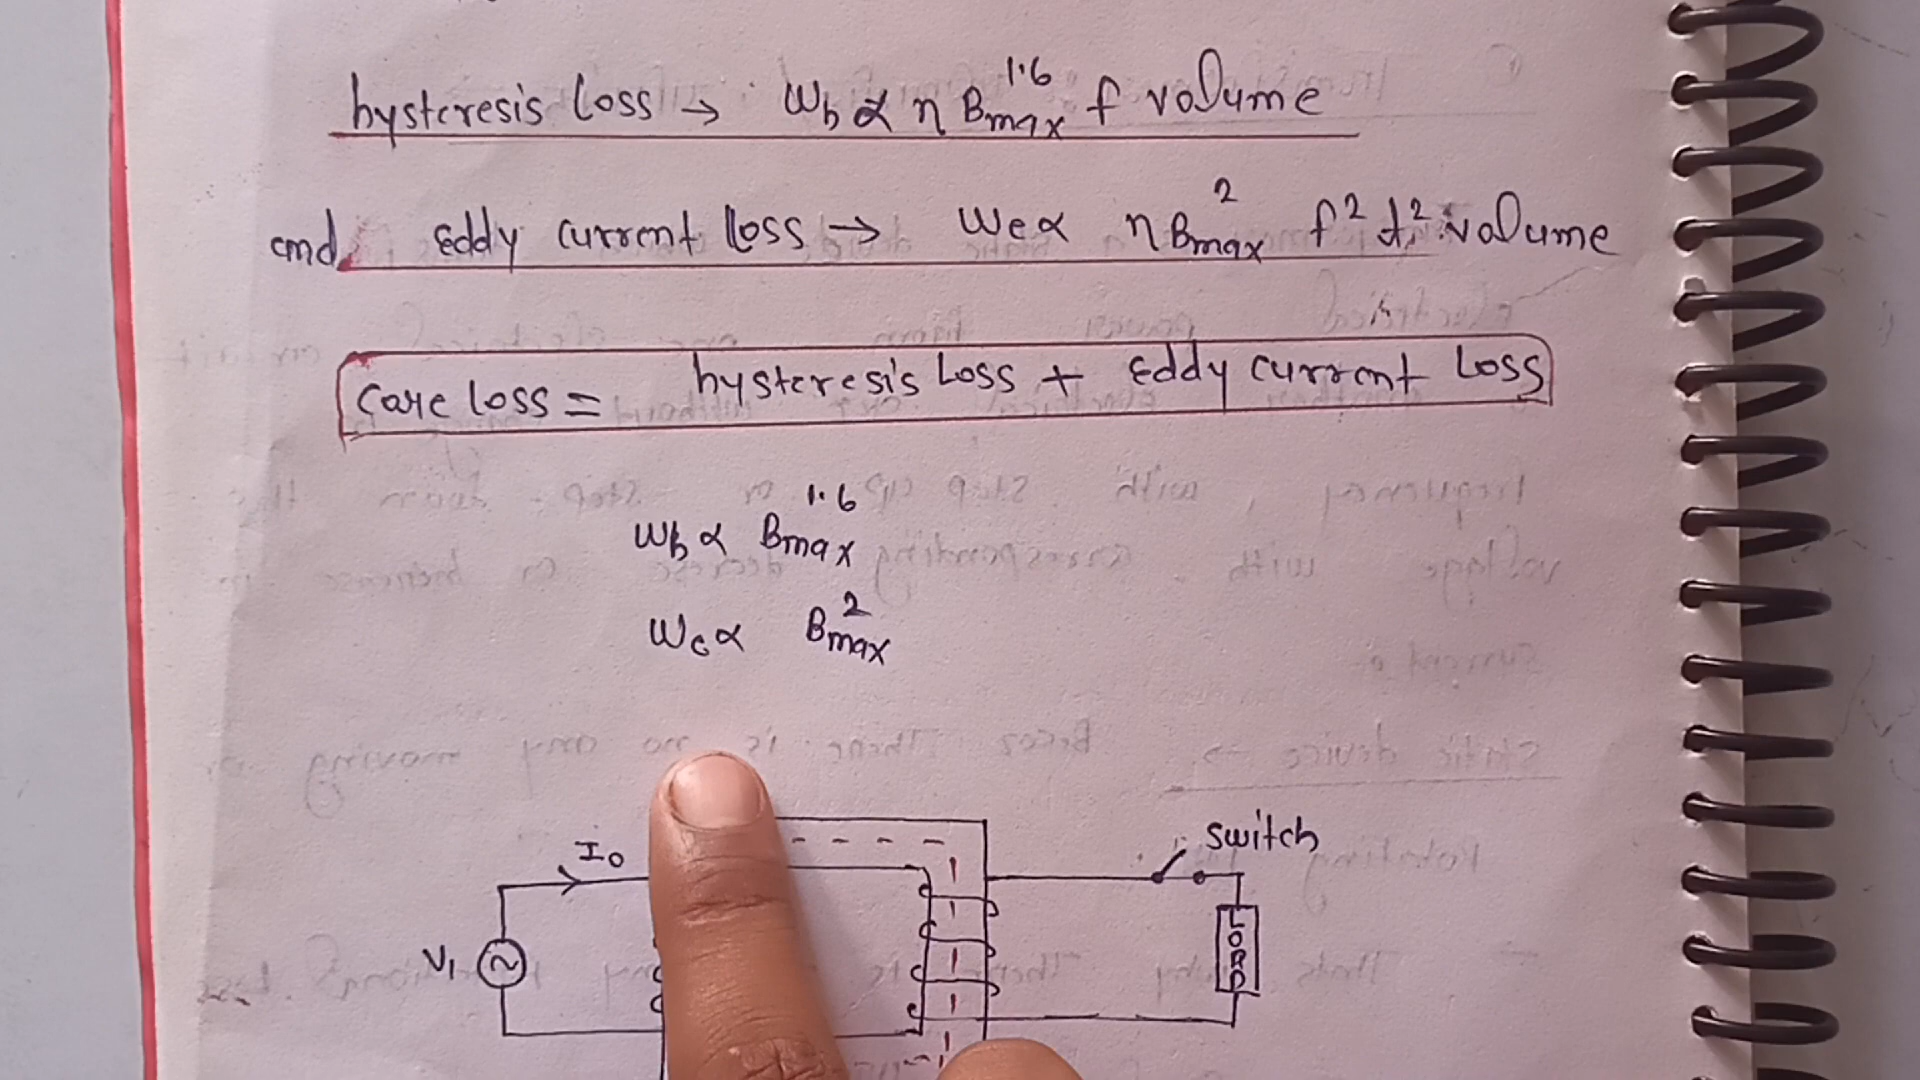 hysteresis loss → Wh ∝ η Bmax^1.6 f volume
and Eddy current loss → We ∝ η Bmax^2 f^2 t^2 volume
Core loss = hysteresis Loss + Eddy current Loss
Wh ∝ Bmax^1.6
We ∝ Bmax^2
I0
switch
V1
LOAD